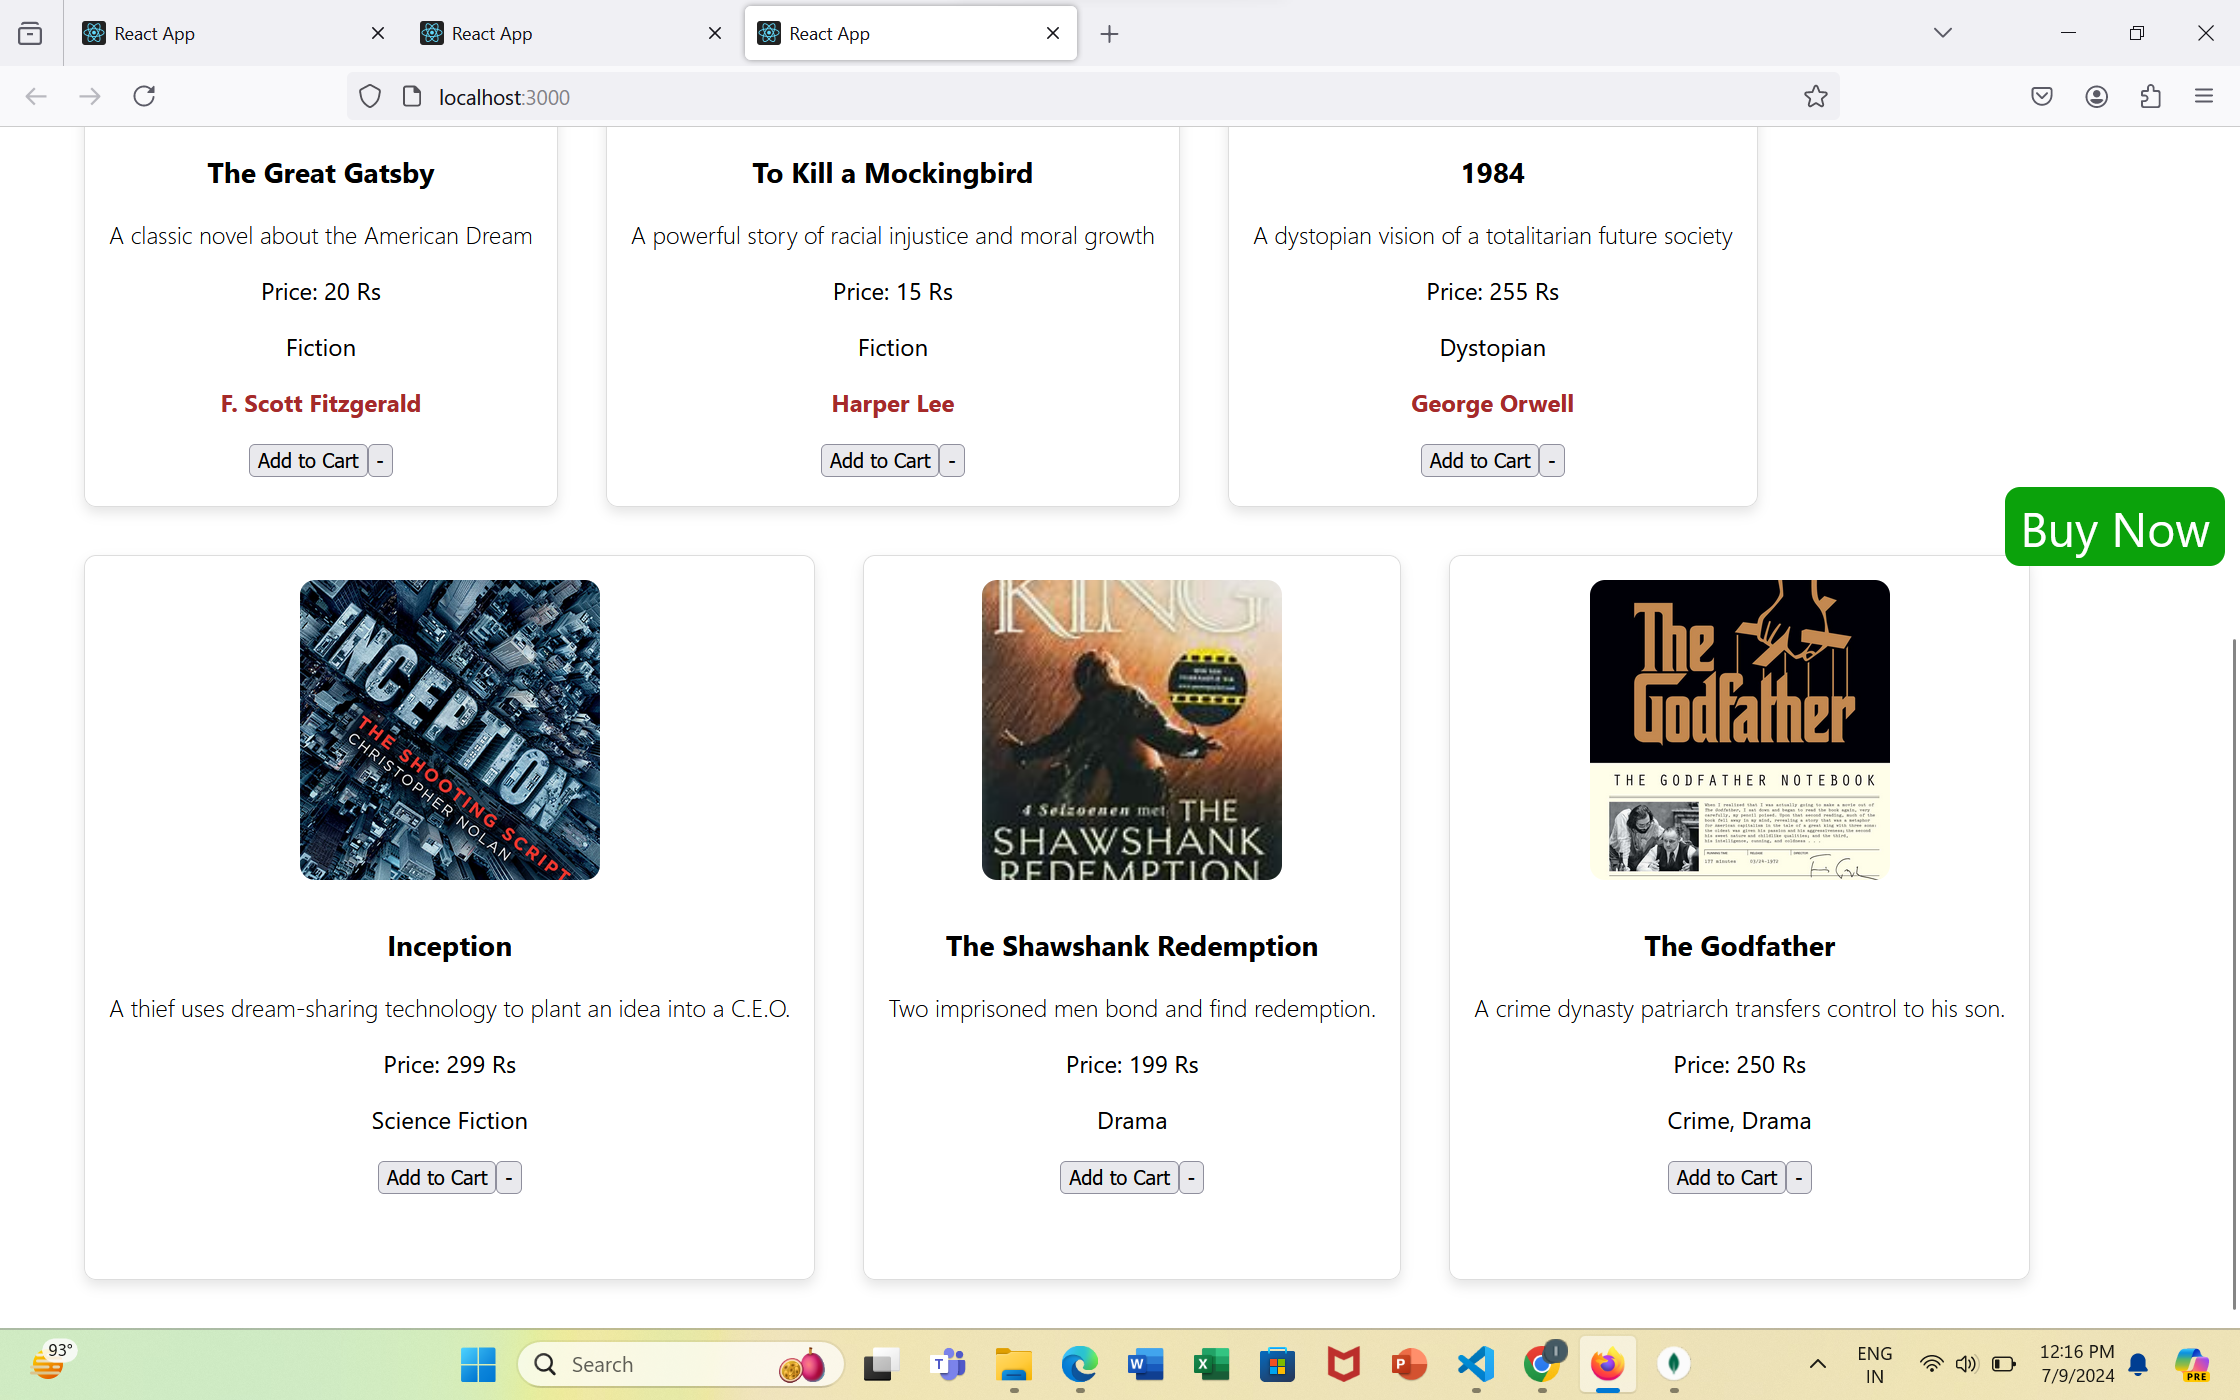 React App
React App
React App
localhost:3000
The Great Gatsby
A classic novel about the American Dream
Price: 20 Rs
Fiction
F. Scott Fitzgerald
Add to Cart -
To Kill a Mockingbird
A powerful story of racial injustice and moral growth
Price: 15 Rs
Fiction
Harper Lee
Add to Cart -
1984
A dystopian vision of a totalitarian future society
Price: 255 Rs
Dystopian
George Orwell
Add to Cart -
Buy Now
INCEPTION
THE SHOOTING SCRIPT
CHRISTOPHER NOLAN
Inception
A thief uses dream-sharing technology to plant an idea into a C.E.O.
Price: 299 Rs
Science Fiction
Add to Cart -
KING
4 Seizoenen met THE
SHAWSHANK
REDEMPTION
The Shawshank Redemption
Two imprisoned men bond and find redemption.
Price: 199 Rs
Drama
Add to Cart -
The
Godfather
THE GODFATHER NOTEBOOK
The Godfather
A crime dynasty patriarch transfers control to his son.
Price: 250 Rs
Crime, Drama
Add to Cart -
93°
Search
ENG
IN
12:16 PM
7/9/2024
PRE